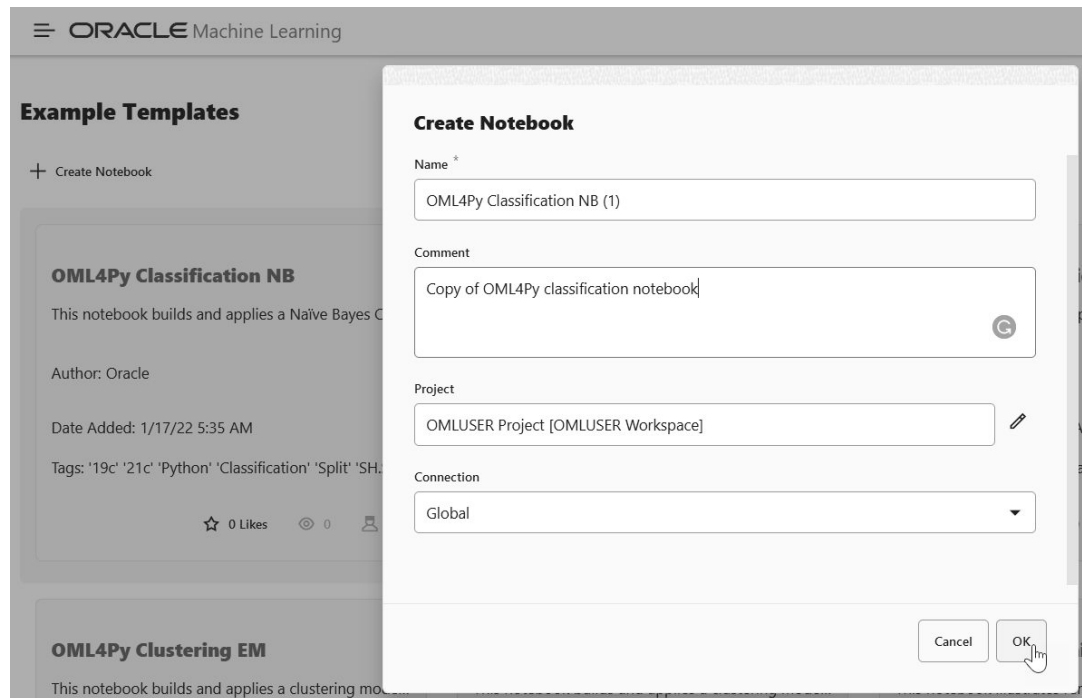 ORACLE Machine Learning
Example Templates
Create Notebook
OML4Py Classification NB
This notebook builds and applies a Naïve Bayes C
Author: Oracle
Date Added: 1/17/22 5:35 AM
Tags: '19c' '21c' 'Python' 'Classification' 'Split' 'SH.
0 Likes
0
OML4Py Clustering EM
This notebook builds and applies a clustering
Create Notebook
Name *
OML4Py Classification NB (1)
Comment
Copy of OML4Py classification notebook
Project
OMLUSER Project [OMLUSER Workspace]
Connection
Global
Cancel
OK